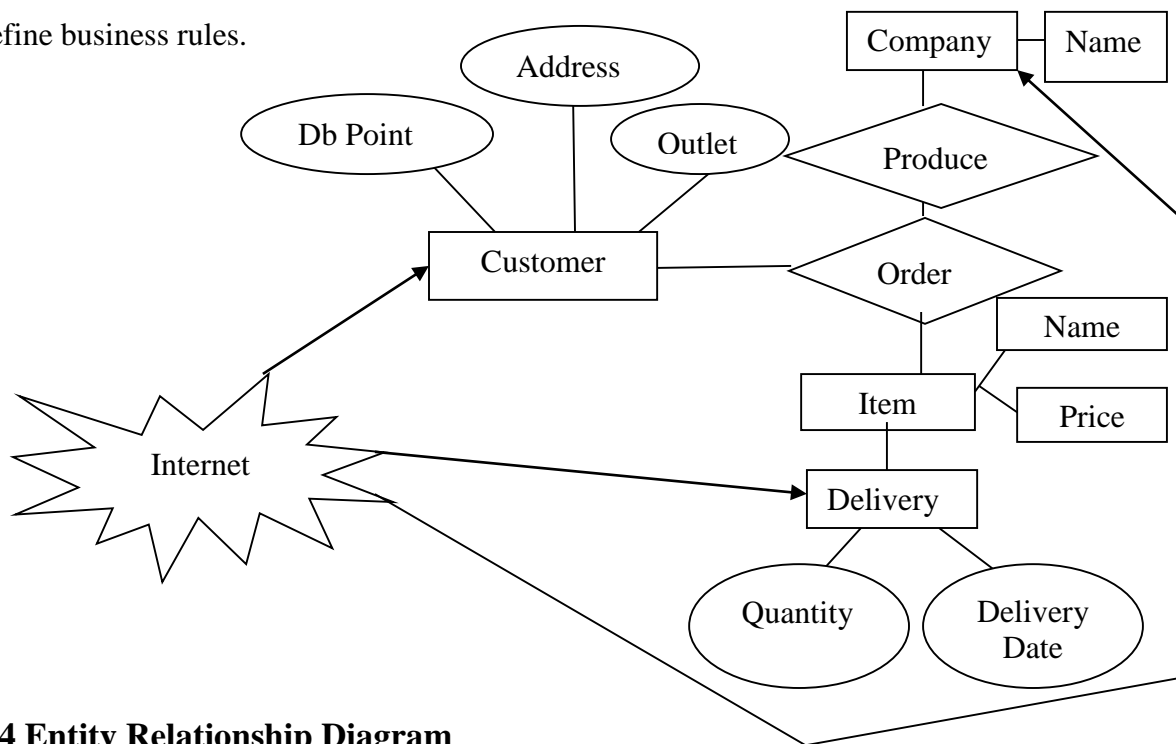 efine business rules.
Company
Name
Address
Db Point
Outlet
Produce
Customer
Order
Name
Item
Price
Internet
Delivery
Quantity
Delivery
Date
4 Entity Relationship Diagram